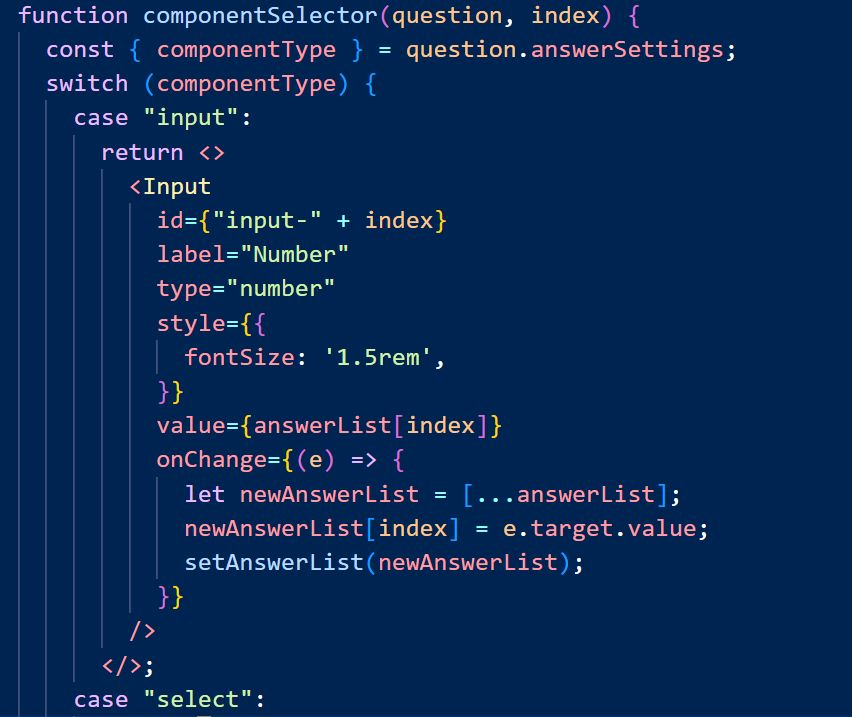 function componentSelector(question, index) {
const { componentType } = question.answerSettings;
switch (componentType) {
case "input":
return <>
<Input
id={"input-" + index}
label="Number"
type="number"
style={{
fontSize: '1.5rem',
}}
value={answerList[index]}
onChange={(e) => {
let newAnswerList = [...answerList];
newAnswerList[index] = e.target.value;
setAnswerList(newAnswerList);
}}
/>
</>;
case "select":